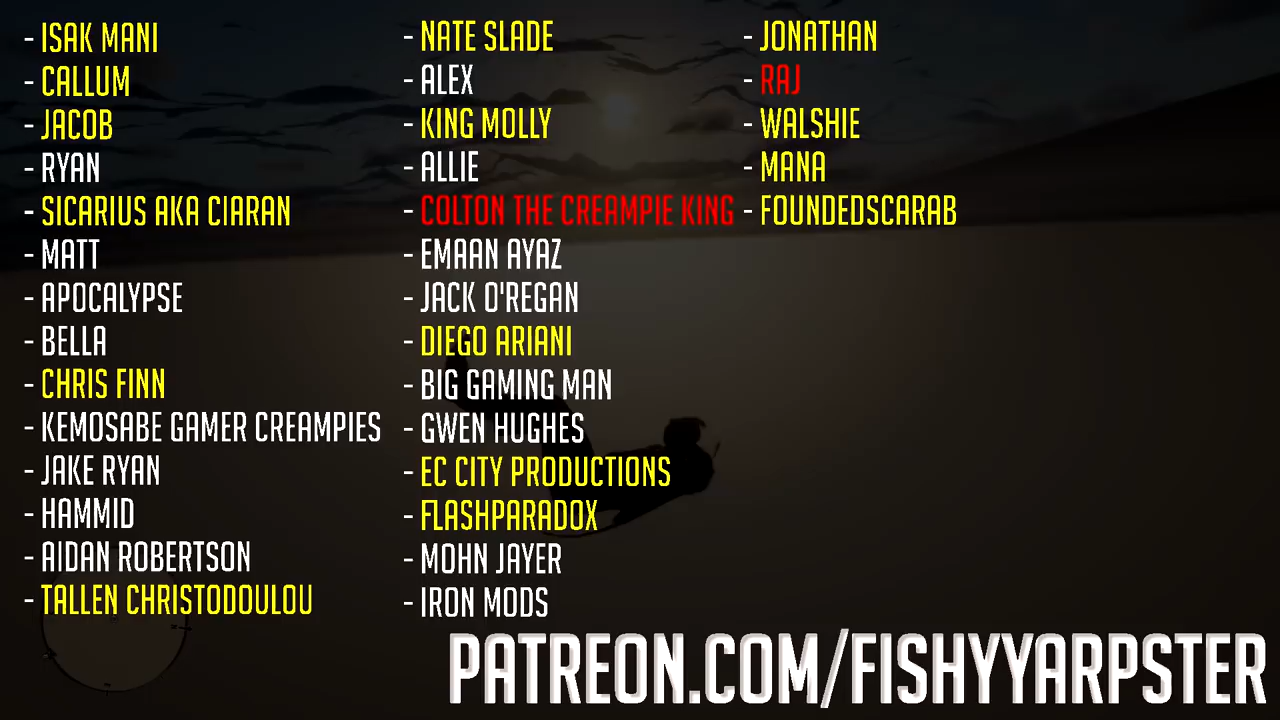 - ISAK MANI
- CALLUM
- JACOB
- RYAN
- SICARIUS AKA CIARAN
- MATT
- APOCALYPSE
- BELLA
- CHRIS FINN
- KEMOSABE GAMER CREAMPIES
- JAKE RYAN
- HAMMID
- AIDAN ROBERTSON
- TALLEN CHRISTODOULOU
- NATE SLADE
- ALEX
- KING MOLLY
- ALLIE
- COLTON THE CREAMPIE KING
- EMAAN AYAZ
- JACK O'REGAN
- DIEGO ARIANI
- BIG GAMING MAN
- GWEN HUGHES
- EC CITY PRODUCTIONS
- FLASHPARADOX
- MOHN JAYER
- IRON MODS
- JONATHAN
- RAJ
- WALSHIE
- MANA
- FOUNDEDSCARAB
PATREON.COM/FISHYYARPSTER